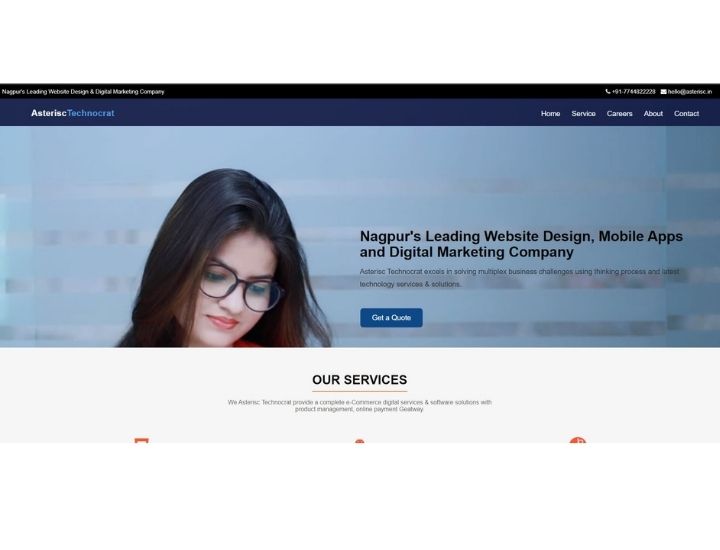 Nagpur's Leading Website Design & Digital Marketing Company
+91-7744822228 hello@asterisc.in
AsteriscTechnocrat
Home Service Careers About Contact
Nagpur's Leading Website Design, Mobile Apps
and Digital Marketing Company
Asterisc Technocrat excels in solving multiplex business challenges using thinking process and latest
technology services & solutions.
Get a Quote
OUR SERVICES
We Asterisc Technocrat provide a complete e-Commerce digital services & software solutions with
product management, online payment Geatway